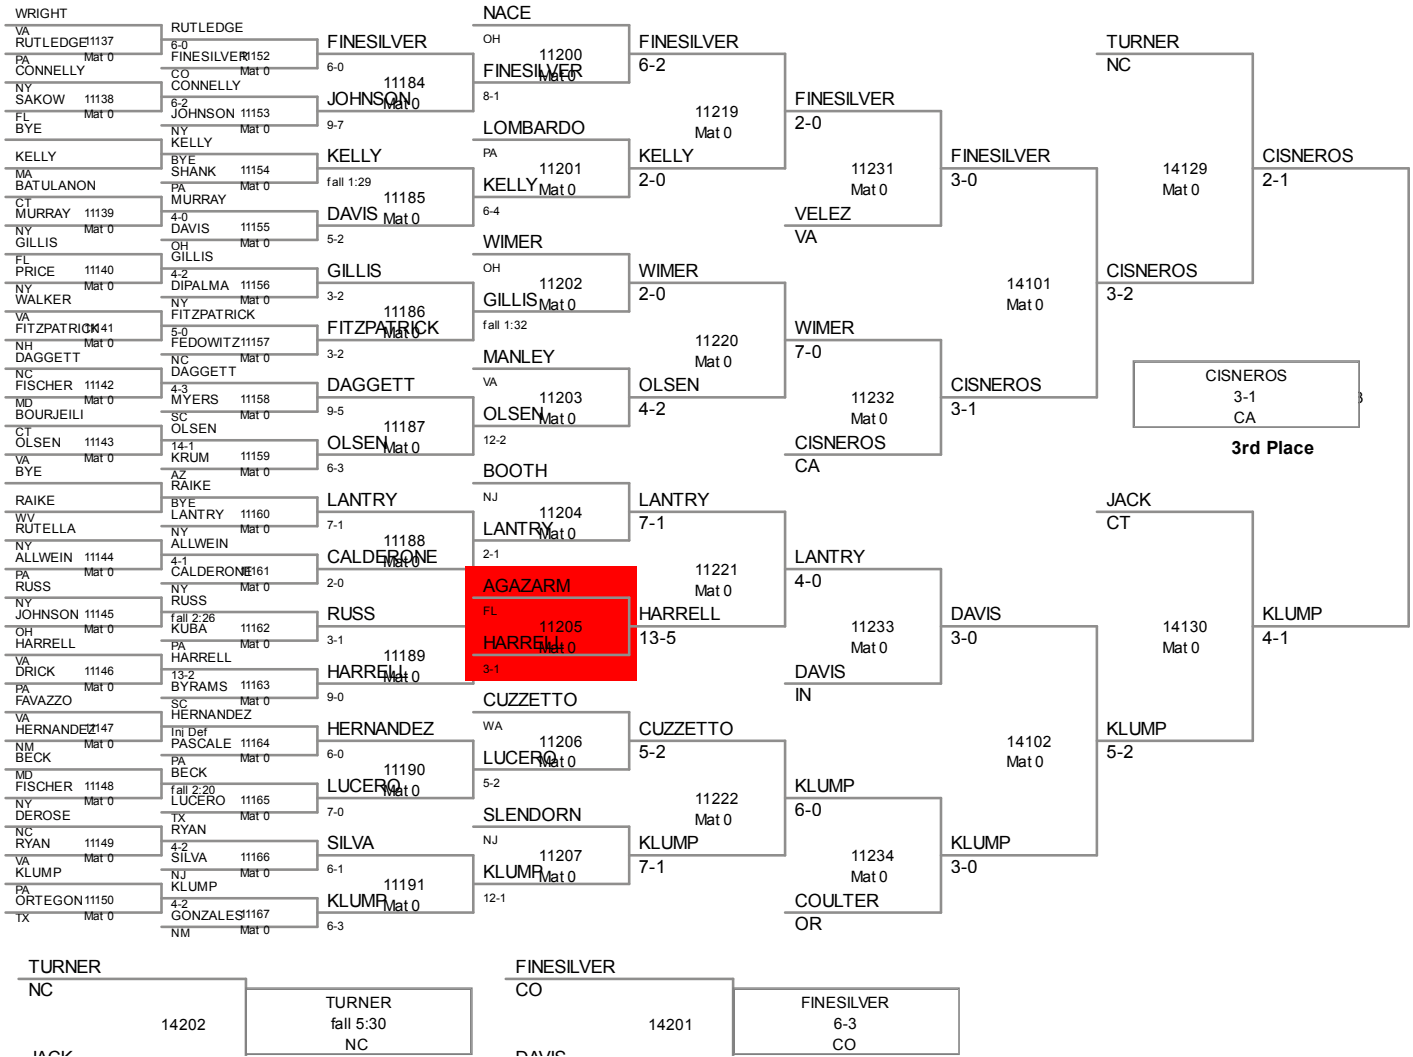 WRIGHT
VA
RUTLEDGE 11137
Mat 0
PA
CONNELLY
NY
SAKOW 11138
Mat 0
FL
BYE
KELLY
MA
BATULANON
CT
MURRAY 11139
Mat 0
NY
GILLIS
FL
PRICE 11140
Mat 0
NY
WALKER
VA
FITZPATRICK 11141
Mat 0
NH
DAGGETT
NC
FISCHER 11142
Mat 0
MD
BOURJEILI
CT
OLSEN 11143
Mat 0
VA
BYE
RAIKE
WV
RUTELLA
NY
ALLWEIN 11144
Mat 0
PA
RUSS
NY
JOHNSON 11145
Mat 0
OH
HARRELL
VA
DRICK 11146
Mat 0
PA
FAVAZZO
VA
HERNANDEZ 11147
Mat 0
NM
BECK
MD
FISCHER 11148
Mat 0
NY
DEROSE
NC
RYAN 11149
Mat 0
VA
KLUMP
PA
ORTEGON 11150
Mat 0
TX
RUTLEDGE
6-0
FINESILVER 11152
Mat 0
CO
CONNELLY
6-2
JOHNSON 11153
Mat 0
NY
KELLY
BYE
SHANK 11154
Mat 0
PA
MURRAY
4-0
DAVIS 11155
Mat 0
OH
GILLIS
4-2
DIPALMA 11156
Mat 0
NY
FITZPATRICK
5-0
FEDOWITZ 11157
Mat 0
NC
DAGGETT
4-3
MYERS 11158
Mat 0
SC
OLSEN
14-1
KRUM 11159
Mat 0
AZ
RAIKE
BYE
LANTRY 11160
Mat 0
NY
ALLWEIN
4-1
CALDERONE 11161
Mat 0
NY
RUSS
fall 2:26
KUBA 11162
Mat 0
PA
HARRELL
13-2
BYRAMS 11163
Mat 0
SC
HERNANDEZ
Inj Def
PASCALE 11164
Mat 0
PA
BECK
fall 2:20
LUCERO 11165
Mat 0
TX
RYAN
4-2
SILVA 11166
Mat 0
NJ
KLUMP
4-2
GONZALES 11167
Mat 0
NM
FINESILVER
6-0
11184
Mat 0
JOHNSON
9-7
KELLY
fall 1:29
11185
Mat 0
DAVIS
5-2
GILLIS
3-2
11186
Mat 0
FITZPATRICK
3-2
DAGGETT
9-5
11187
Mat 0
OLSEN
6-3
LANTRY
7-1
11188
Mat 0
CALDERONE
2-0
RUSS
3-1
11189
Mat 0
HARRELL
9-0
HERNANDEZ
6-0
11190
Mat 0
LUCERO
7-0
SILVA
6-1
11191
Mat 0
KLUMP
6-3
NACE
OH
11200
Mat 0
FINESILVER
8-1
LOMBARDO
PA
11201
Mat 0
KELLY
6-4
WIMER
OH
11202
Mat 0
GILLIS
fall 1:32
MANLEY
VA
11203
Mat 0
OLSEN
12-2
BOOTH
NJ
11204
Mat 0
LANTRY
2-1
AGAZARM
FL
11205
Mat 0
HARRELL
3-1
CUZZETTO
WA
11206
Mat 0
LUCERO
5-2
SLENDORN
NJ
11207
Mat 0
KLUMP
12-1
FINESILVER
6-2
11219
Mat 0
KELLY
2-0
WIMER
2-0
11220
Mat 0
OLSEN
4-2
LANTRY
7-1
11221
Mat 0
HARRELL
13-5
CUZZETTO
5-2
11222
Mat 0
KLUMP
7-1
FINESILVER
2-0
11231
Mat 0
VELEZ
VA
WIMER
7-0
11232
Mat 0
CISNEROS
CA
LANTRY
4-0
11233
Mat 0
DAVIS
IN
KLUMP
6-0
11234
Mat 0
COULTER
OR
FINESILVER
3-0
14101
Mat 0
CISNEROS
3-1
DAVIS
3-0
14102
Mat 0
KLUMP
3-0
TURNER
NC
14129
Mat 0
CISNEROS
3-2
JACK
CT
14130
Mat 0
KLUMP
5-2
CISNEROS
2-1
KLUMP
4-1
CISNEROS
3-1
CA
3rd Place
TURNER
NC
14202
JACK
TURNER
fall 5:30
NC
FINESILVER
CO
14201
DAVIS
FINESILVER
6-3
CO